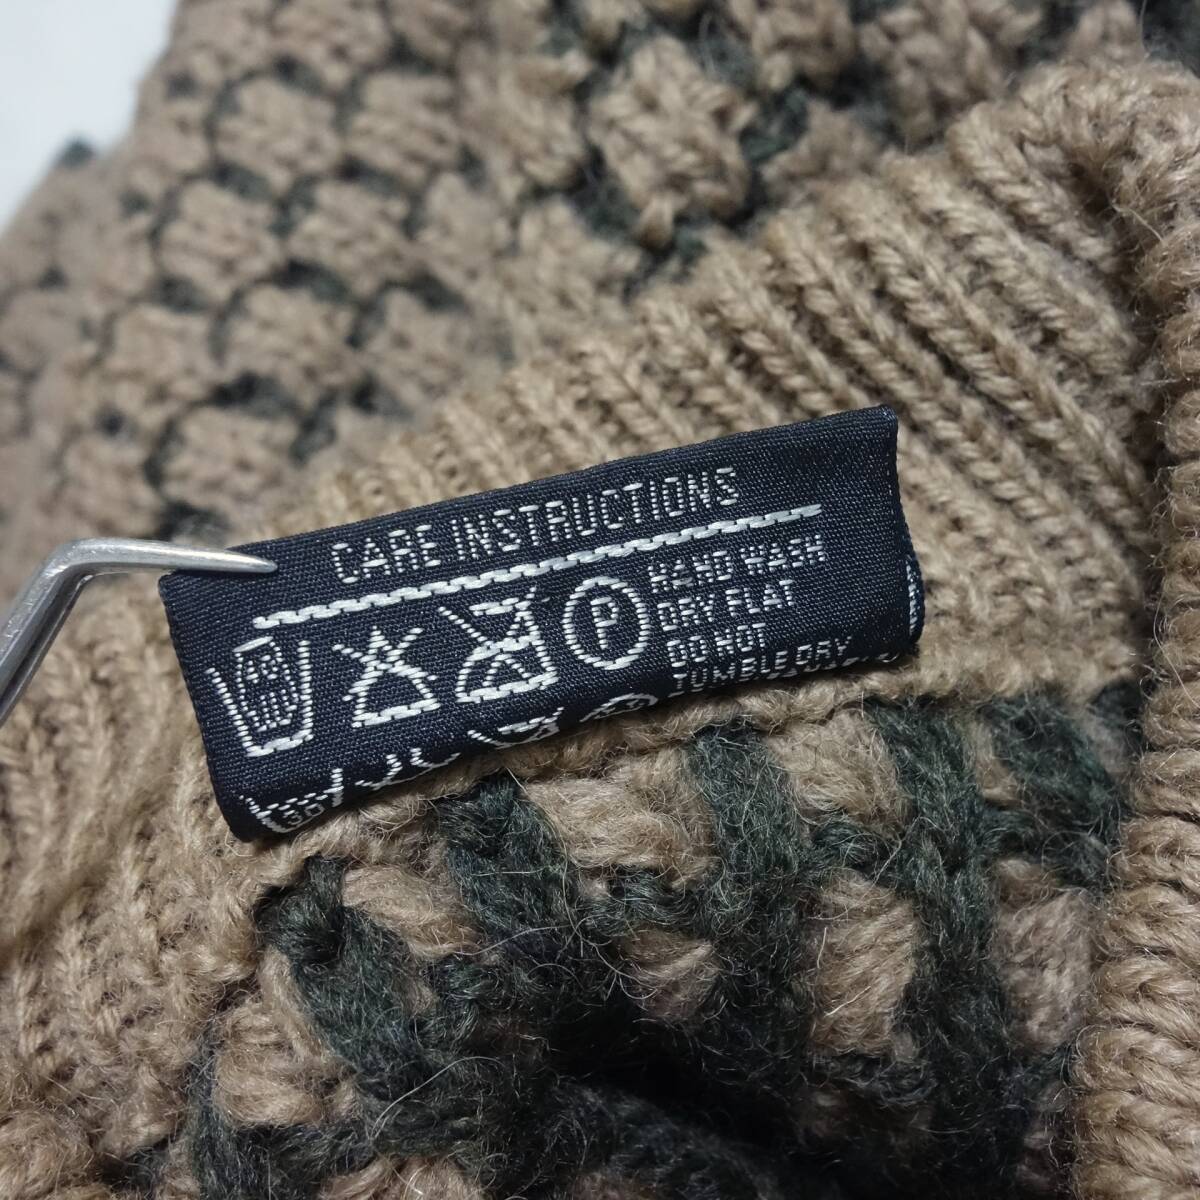 CARE INSTRUCTIONS
P
HAND WASH
DRY FLAT
DO NOT
TUMBLE DRY